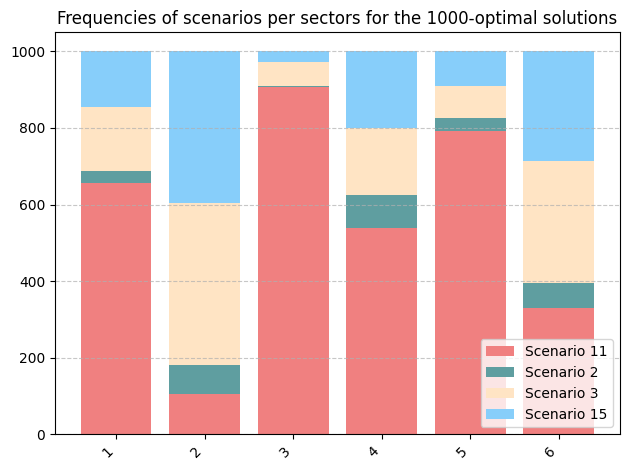 Frequencies of scenarios per sectors for the 1000-optimal solutions
1000
800
600
400
200
0
Scenario 11
Scenario 2
Scenario 3
Scenario 15
1 2 3 4 5 6